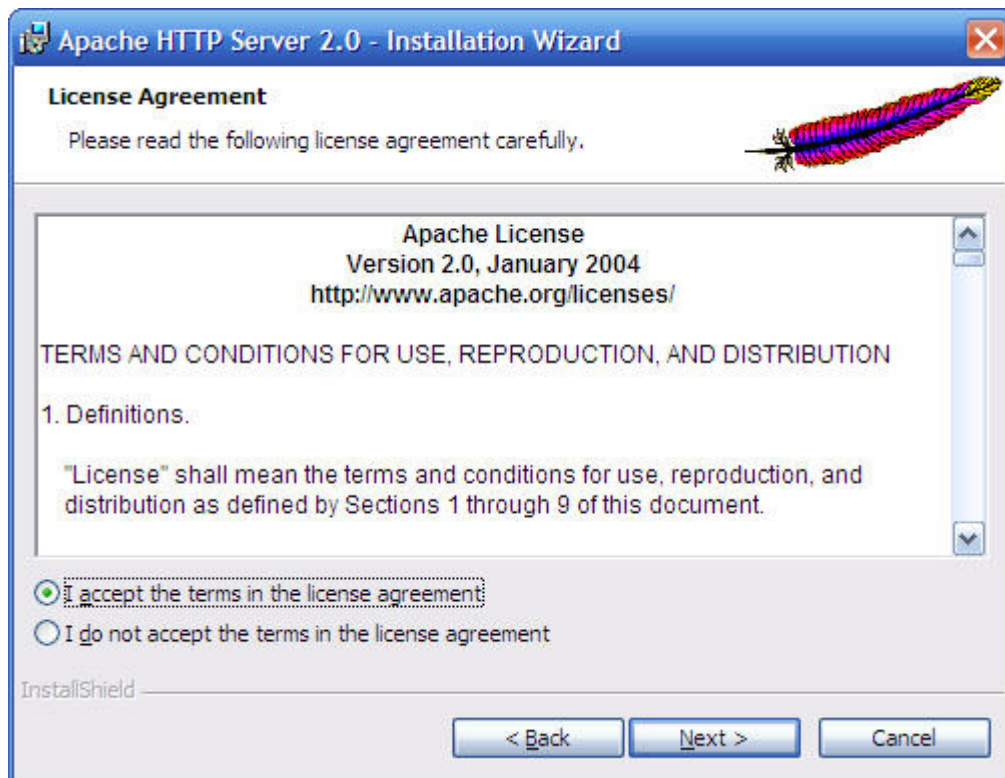 Apache HTTP Server 2.0 - Installation Wizard
License Agreement
Please read the following license agreement carefully.
Apache License
Version 2.0, January 2004
http://www.apache.org/licenses/
TERMS AND CONDITIONS FOR USE, REPRODUCTION, AND DISTRIBUTION
1. Definitions.
"License" shall mean the terms and conditions for use, reproduction, and
distribution as defined by Sections 1 through 9 of this document.
I accept the terms in the license agreement
I do not accept the terms in the license agreement
InstallShield
< Back
Next >
Cancel